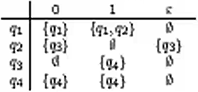 0 1 ε
q1 {q1} {q1, q2} ∅
q2 {q3} ∅ {q3}
q3 ∅ {q4} ∅
q4 {q4} {q4} ∅